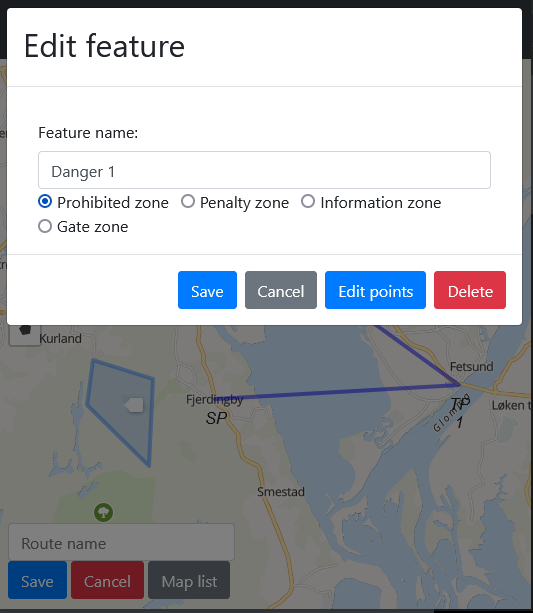 Edit feature
Feature name:
Danger 1
Prohibited zone Penalty zone Information zone
Gate zone
Save Cancel Edit points Delete
Kurland
Fetsund
Fjerdingby
SP
TP
1
Løken t
Glomma
Smestad
Route name
Save Cancel Map list